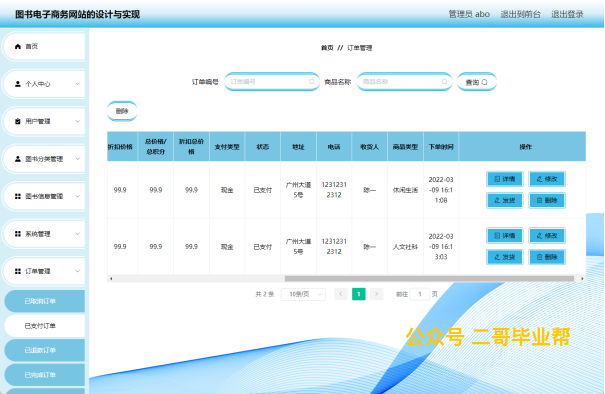 图书电子商务网站的设计与实现
管理员 abo 退出到前台 退出登录
首页
个人中心
用户管理
图书分类管理
图书信息管理
系统管理
订单管理
已取消订单
已支付订单
已退款订单
已完成订单
首页 // 订单管理
订单编号 订单编号 商品名称 商品名称 查询
删除
折扣价格 总价格/总积分 折扣总价格 支付类型 状态 地址 电话 收货人 商品类型 下单时间 操作
99.9 99.9 99.9 现金 已支付 广州大道5号 12312312312 陈一 休闲生活 2022-03-09 16:11:08 详情 修改 发货 删除
99.9 99.9 99.9 现金 已支付 广州大道5号 12312312312 陈一 人文社科 2022-03-09 16:13:03 详情 修改 发货 删除
共 2 条 10条/页 1 前往 1 页
公众号 二哥毕业帮